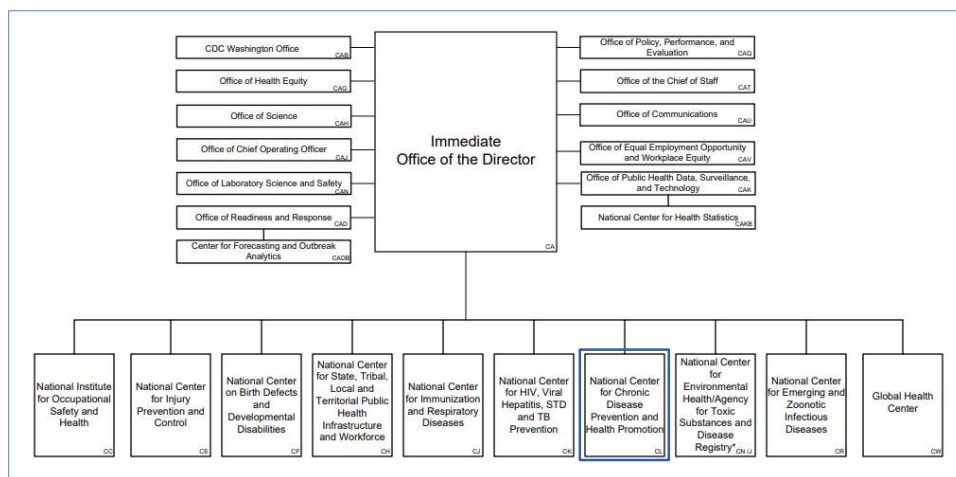 CDC Washington Office
CAB
Office of Health Equity
CAG
Office of Science
CAH
Office of Chief Operating Officer
CAJ
Office of Laboratory Science and Safety
CAN
Office of Readiness and Response
CAD
Center for Forecasting and Outbreak
Analytics
CADB
Immediate
Office of the Director
CA
Office of Policy, Performance, and
Evaluation
CAQ
Office of the Chief of Staff
CAT
Office of Communications
CAU
Office of Equal Employment Opportunity
and Workplace Equity
CAV
Office of Public Health Data, Surveillance,
and Technology
CAK
National Center for Health Statistics
CAKB
National Institute
for Occupational
Safety and
Health
CC
National Center
for Injury
Prevention and
Control
CE
National Center
on Birth Defects
and
Developmental
Disabilities
CF
National Center
for State, Tribal,
Local and
Territorial Public
Health
Infrastructure
and Workforce
CH
National Center
for Immunization
and Respiratory
Diseases
CJ
National Center
for HIV, Viral
Hepatitis, STD
and TB
Prevention
CK
National Center
for Chronic
Disease
Prevention and
Health Promotion
CL
National Center
for
Environmental
Health/Agency
for Toxic
Substances and
Disease
Registry*
CN /J
National Center
for Emerging and
Zoonotic
Infectious
Diseases
CR
Global Health
Center
CW